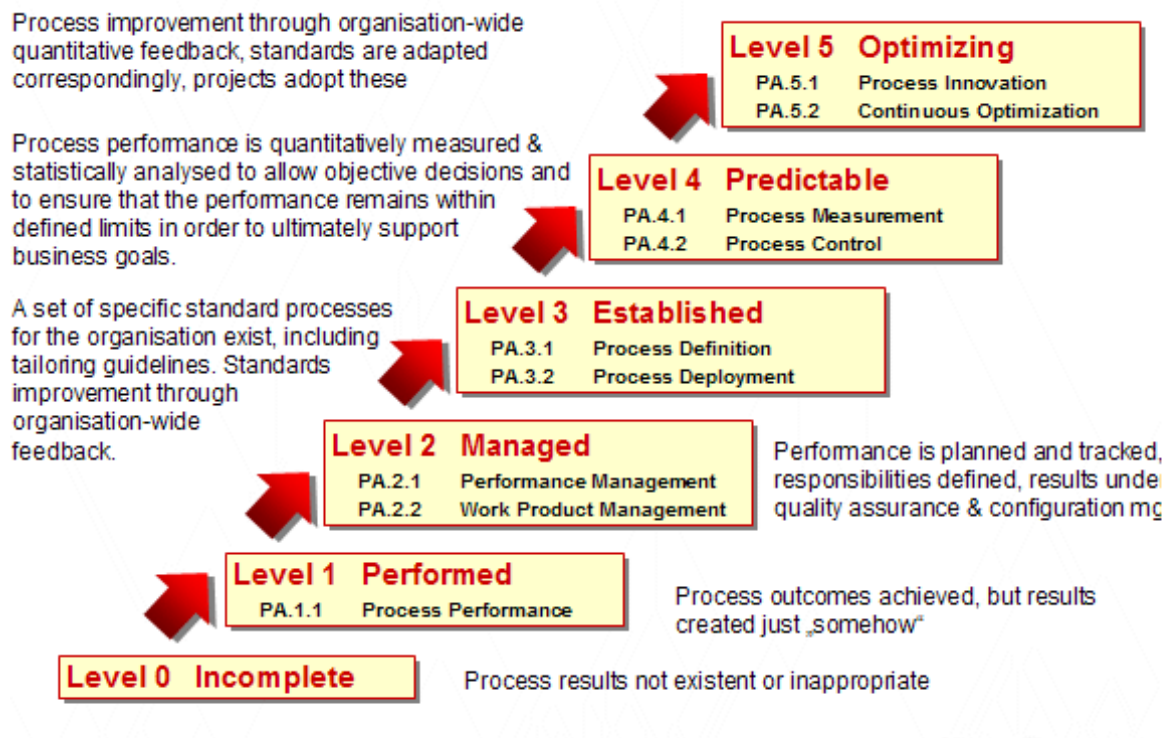 Process improvement through organisation-wide
quantitative feedback, standards are adapted
correspondingly, projects adopt these
Level 5 Optimizing
PA.5.1 Process Innovation
PA.5.2 Continuous Optimization
Process performance is quantitatively measured &
statistically analysed to allow objective decisions and
to ensure that the performance remains within
defined limits in order to ultimately support
business goals.
Level 4 Predictable
PA.4.1 Process Measurement
PA.4.2 Process Control
A set of specific standard processes
for the organisation exist, including
tailoring guidelines. Standards
improvement through
organisation-wide
feedback.
Level 3 Established
PA.3.1 Process Definition
PA.3.2 Process Deployment
Level 2 Managed
PA.2.1 Performance Management
PA.2.2 Work Product Management
Performance is planned and tracked,
responsibilities defined, results unde
quality assurance & configuration mg
Level 1 Performed
PA.1.1 Process Performance
Process outcomes achieved, but results
created just „somehow“
Level 0 Incomplete
Process results not existent or inappropriate